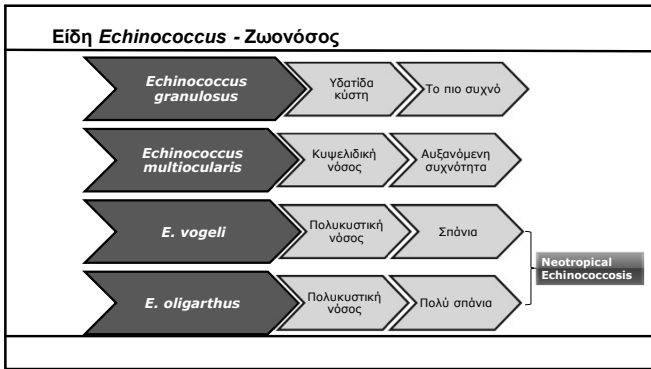 Είδη Echinococcus - Ζωονόσος
Echinococcus
granulosus
Υδατίδα
κύστη
Το πιο συχνό
Echinococcus
multiocularis
Κυψελιδική
νόσος
Αυξανόμενη
συχνότητα
E. vogeli
Πολυκυστική
νόσος
Σπάνια
E. oligarthus
Πολυκυστική
νόσος
Πολύ σπάνια
Neotropical
Echinococcosis